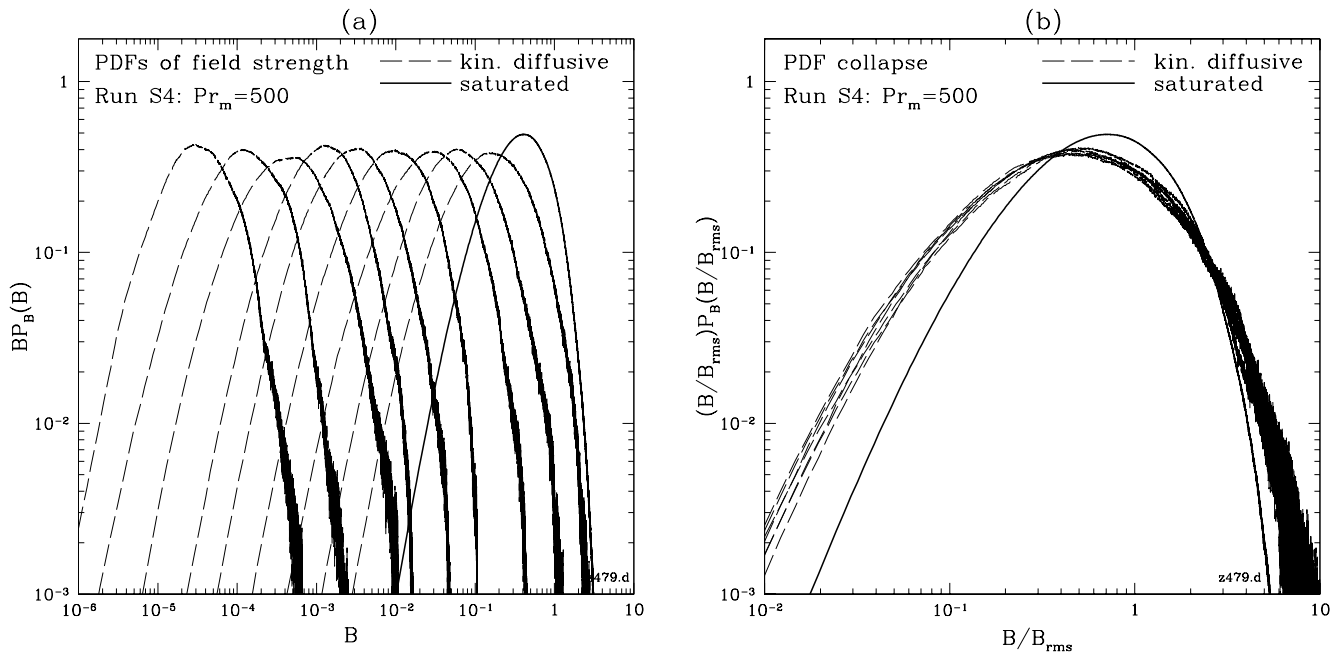 (a)
PDFs of field strength
kin. diffusive
Run S4: Pr_m=500
saturated
BP_B(B)
1
10^-1
10^-2
10^-3
10^-6
10^-5
10^-4
10^-3
10^-2
10^-1
1
10
B
z479.d
(b)
PDF collapse
kin. diffusive
Run S4: Pr_m=500
saturated
(B/B_rms)P_B(B/B_rms)
1
10^-1
10^-2
10^-3
10^-2
10^-1
1
10
B/B_rms
z479.d